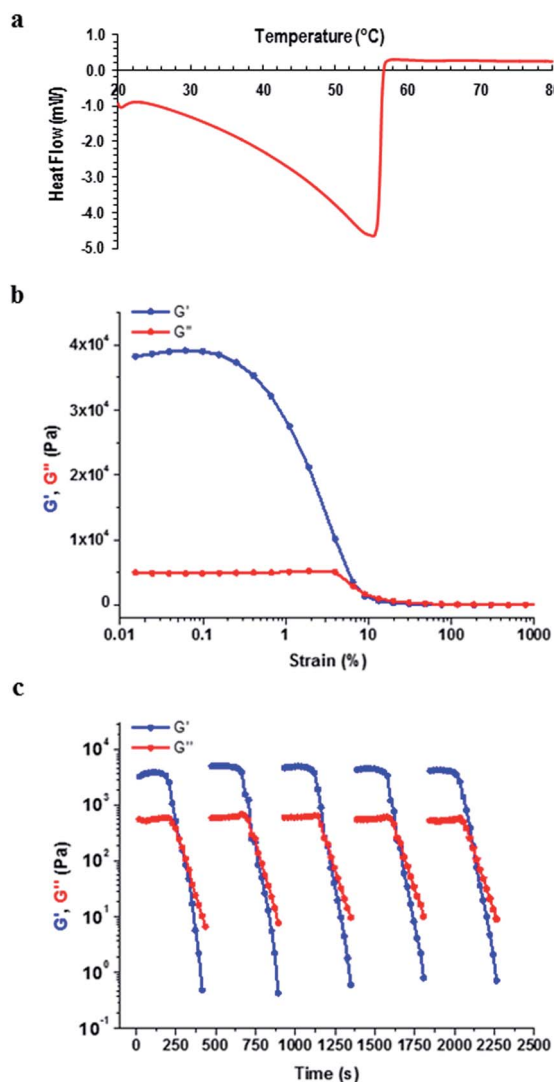 a
Temperature (°C)
1.0
0.0
20 30 40 50 60 70 80
-1.0
-2.0
-3.0
-4.0
-5.0
Heat Flow (mW)
b
G'
G"
4x10⁴
3x10⁴
2x10⁴
1x10⁴
0
G', G" (Pa)
0.01 0.1 1 10 100 1000
Strain (%)
c
G'
G''
10⁴
10³
10²
10¹
10⁰
10⁻¹
G', G" (Pa)
0 250 500 750 1000 1250 1500 1750 2000 2250 2500
Time (s)